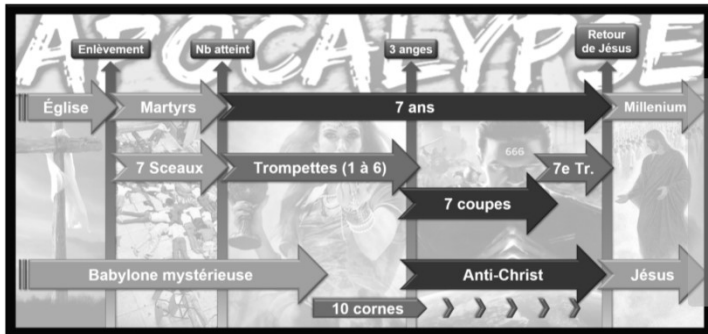 APOCALYPSE
Enlèvement
Nb atteint
3 anges
Retour
de Jésus
Église
Martyrs
7 ans
Millenium
7 Sceaux
Trompettes (1 à 6)
666
7e Tr.
7 coupes
Babylone mystérieuse
Anti-Christ
Jésus
10 cornes